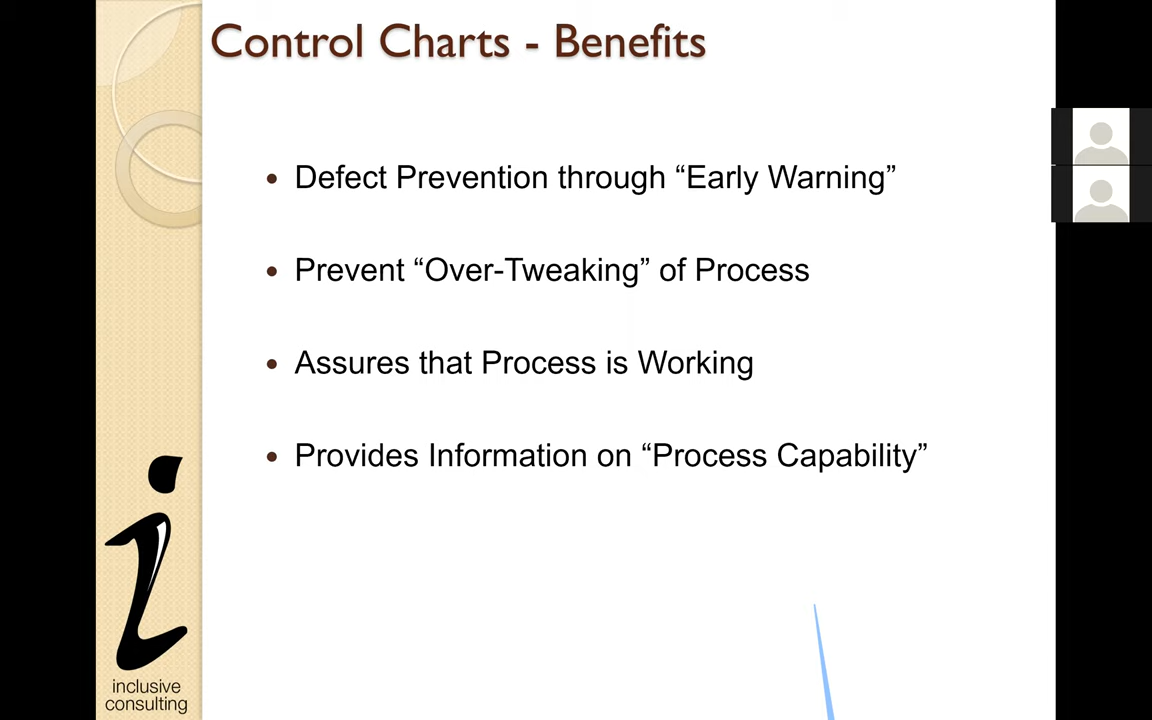 Control Charts - Benefits
• Defect Prevention through “Early Warning”
• Prevent “Over-Tweaking” of Process
• Assures that Process is Working
• Provides Information on “Process Capability”
i
inclusive
consulting